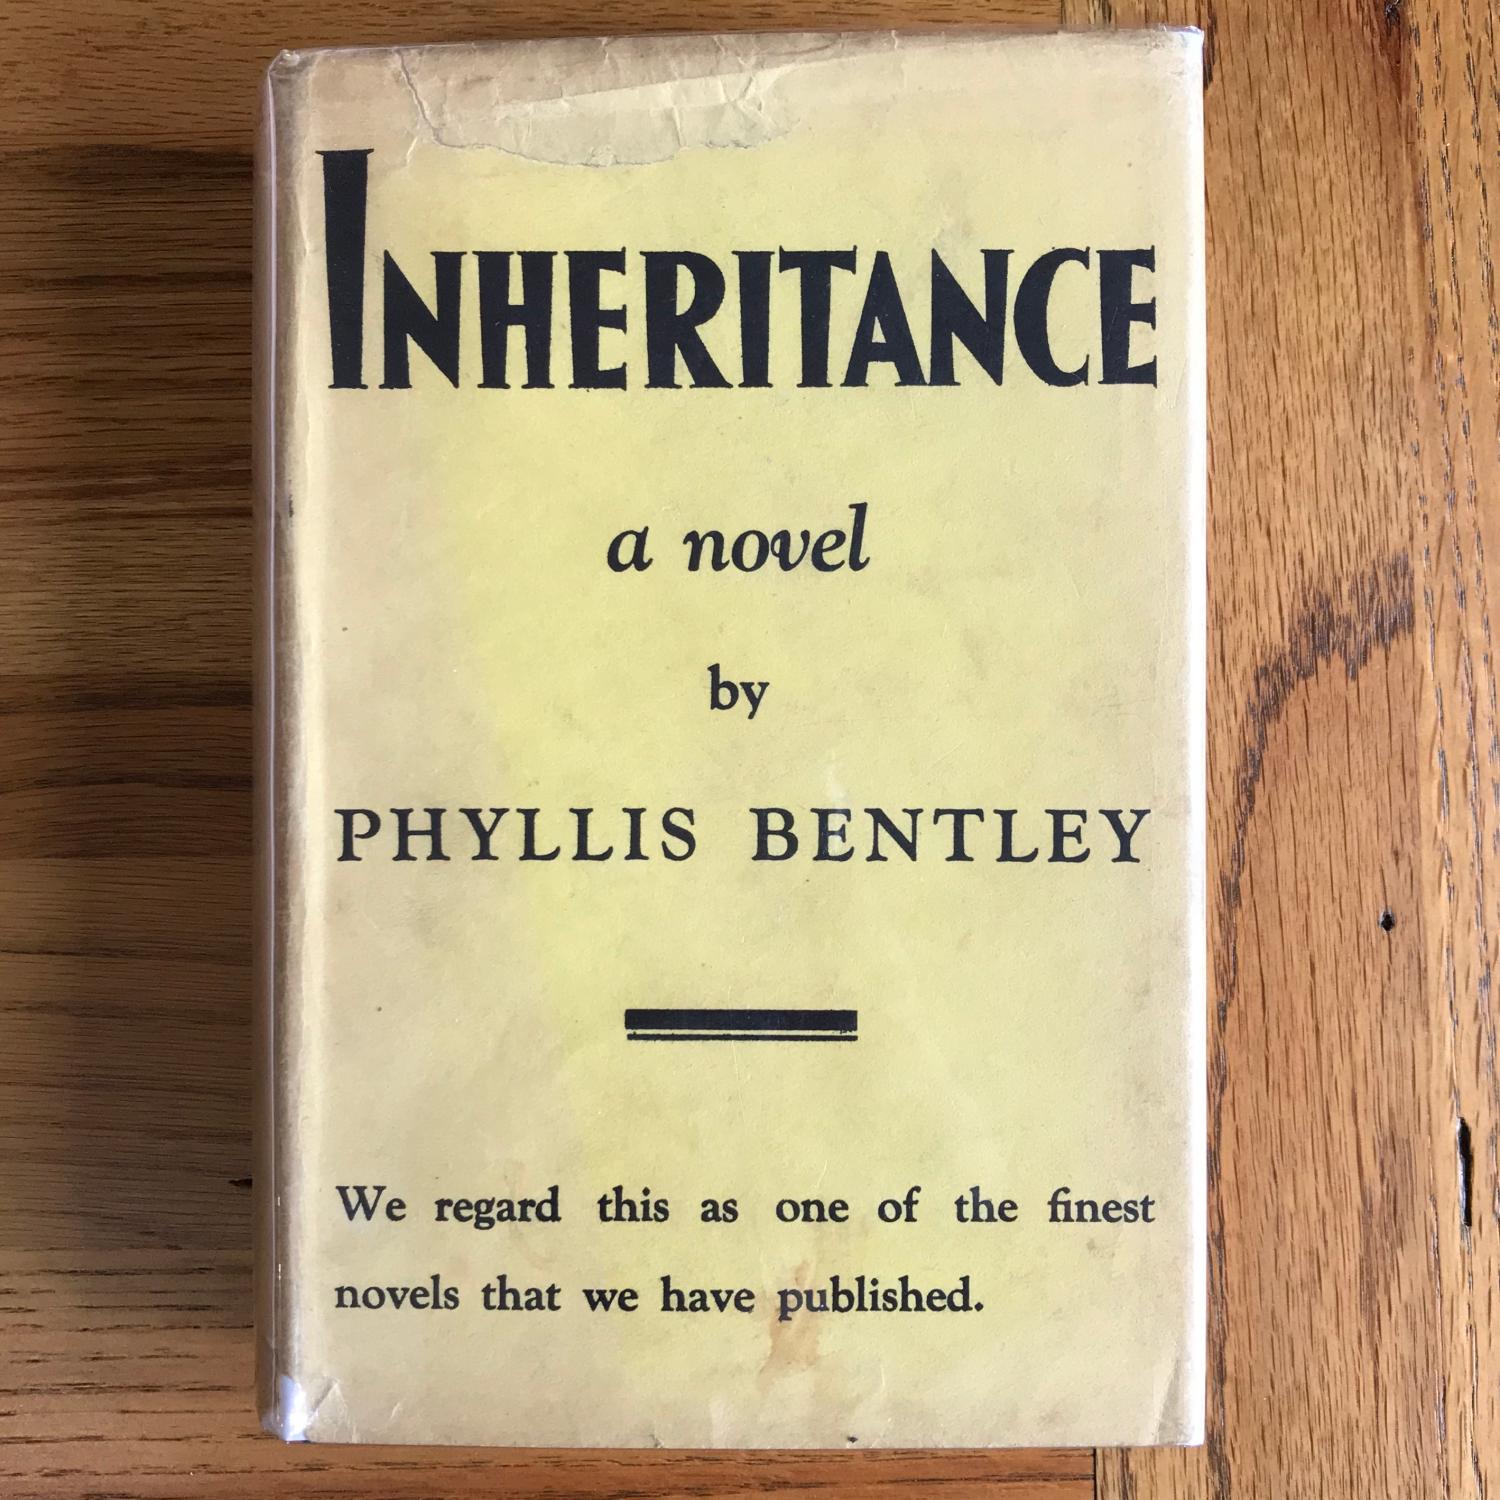 INHERITANCE
a novel
by
PHYLLIS BENTLEY
We regard this as one of the finest
novels that we have published.